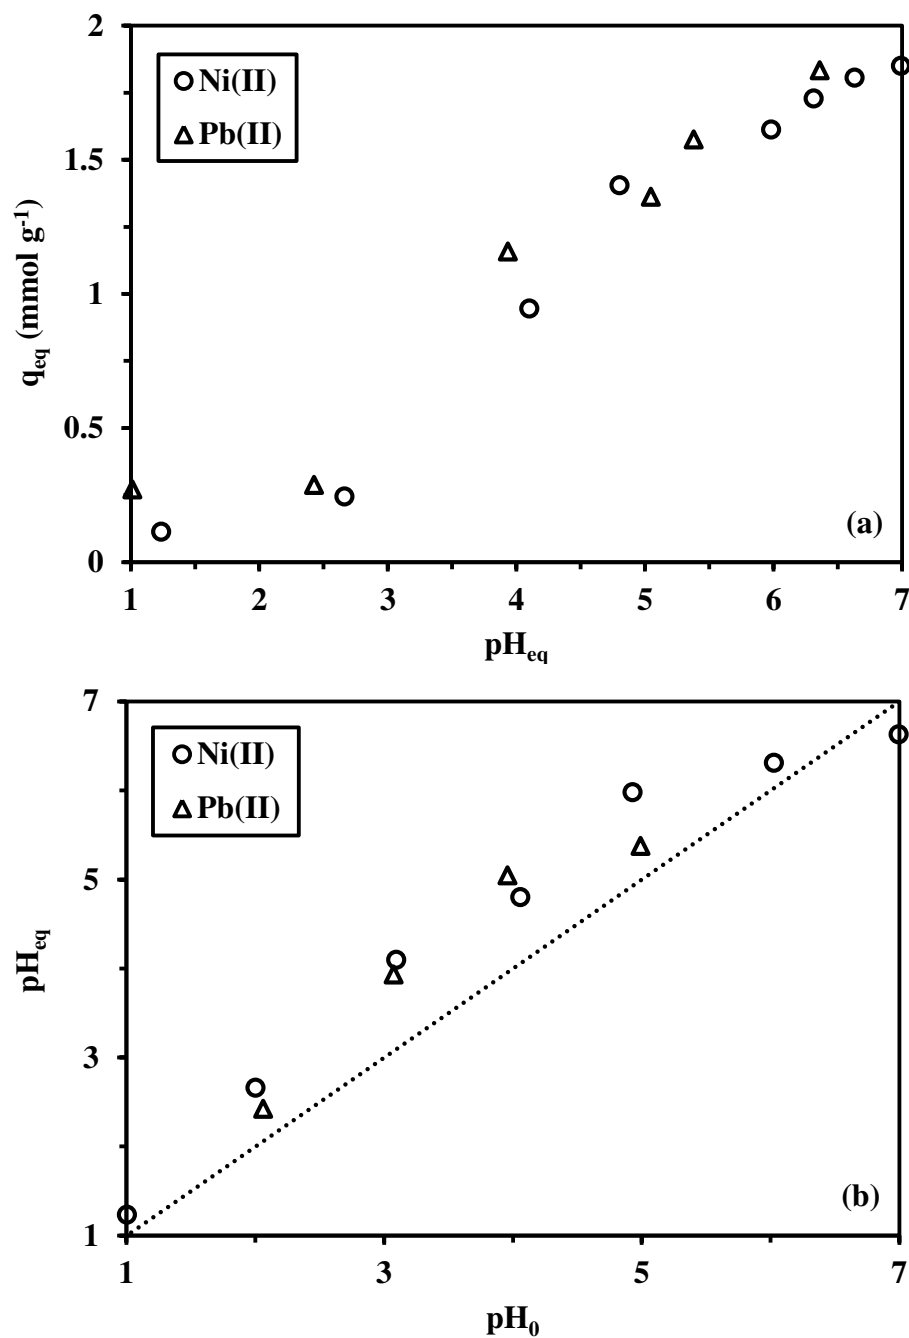 2
1.5
1
0.5
0
q_eq (mmol g⁻¹)
Ni(II)
Pb(II)
(a)
1 2 3 4 5 6 7
pH_eq
7
5
3
1
pH_eq
Ni(II)
Pb(II)
(b)
1 3 5 7
pH₀